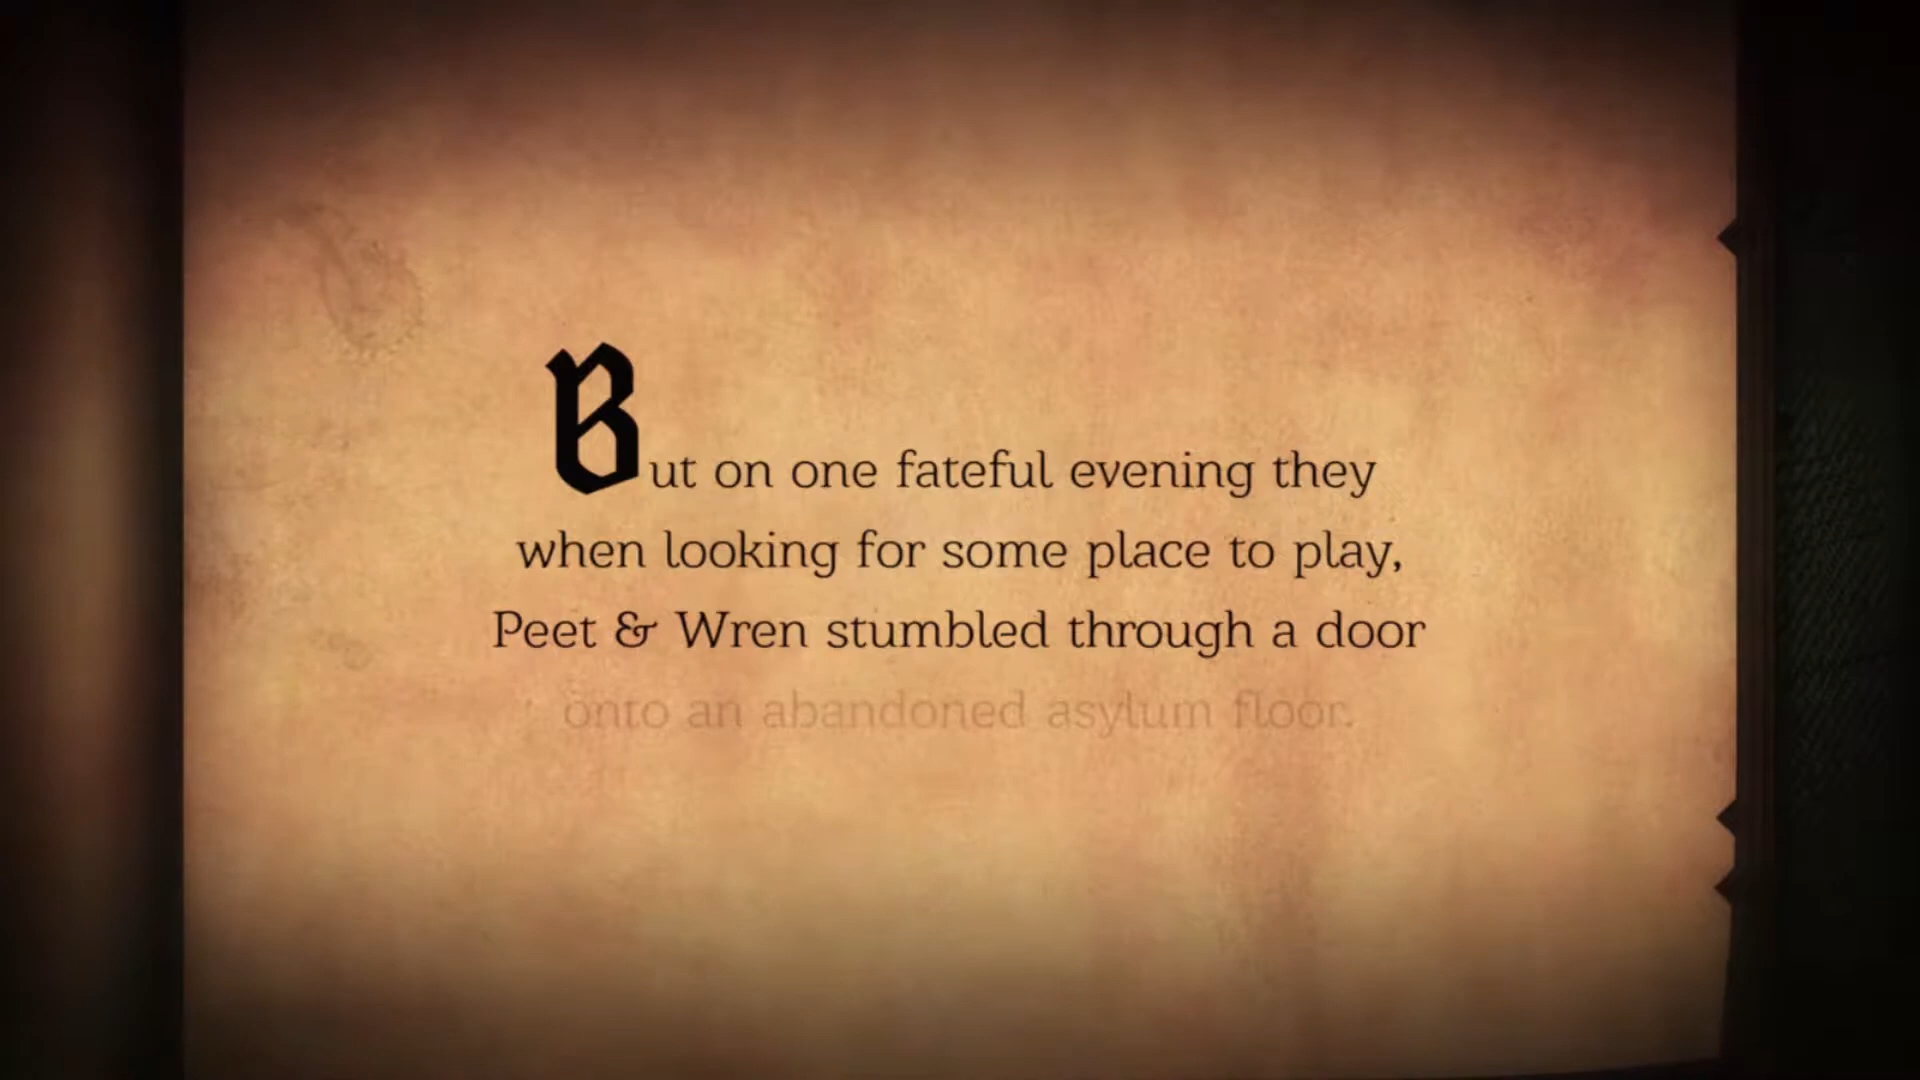 But on one fateful evening they
when looking for some place to play,
Peet & Wren stumbled through a door
onto an abandoned asylum floor.